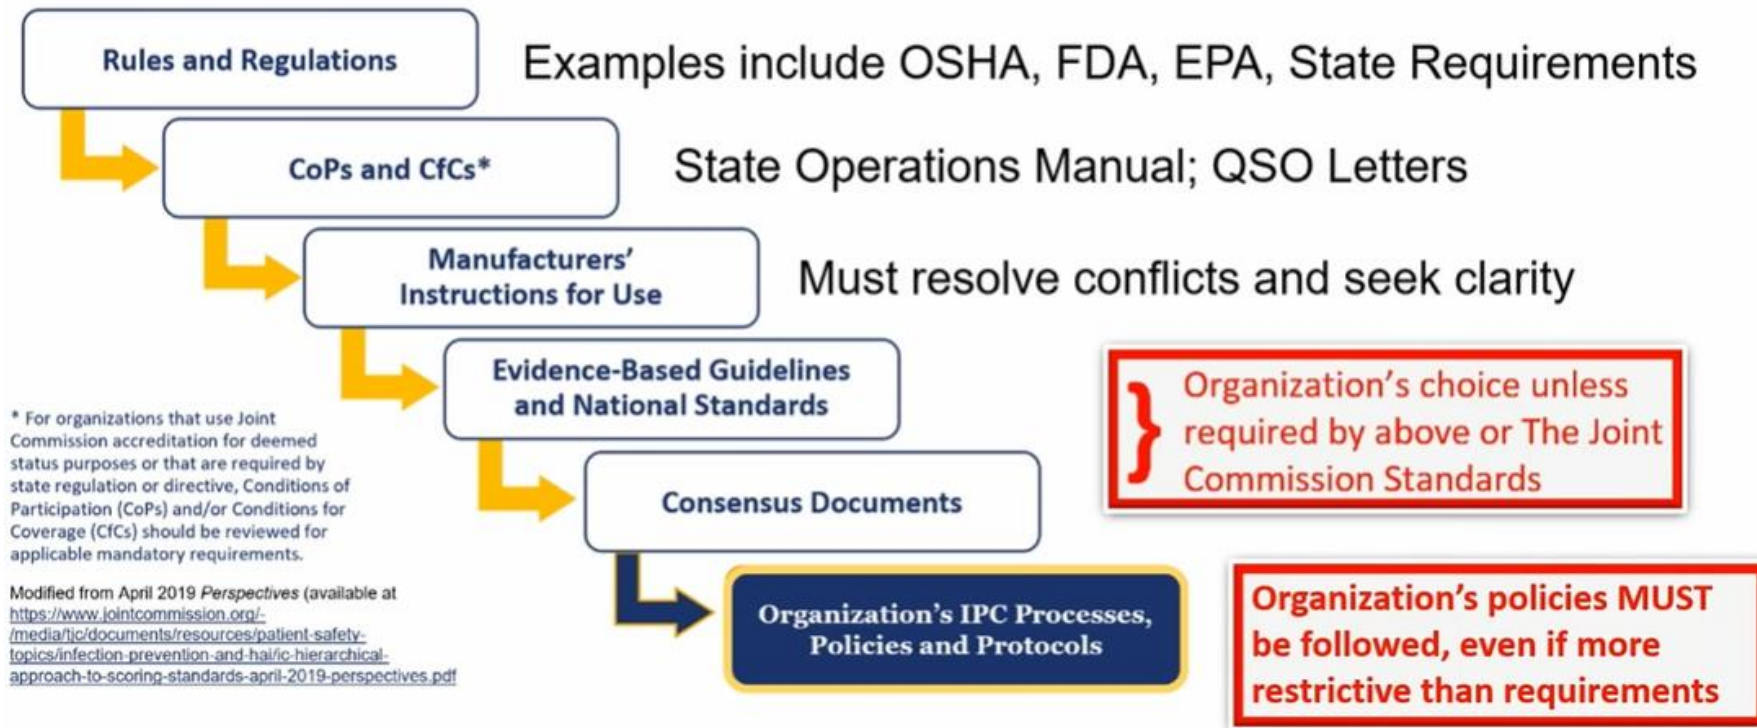 Rules and Regulations
Examples include OSHA, FDA, EPA, State Requirements
CoPs and CfCs*
State Operations Manual; QSO Letters
Manufacturers’
Instructions for Use
Must resolve conflicts and seek clarity
Evidence-Based Guidelines
and National Standards
Organization’s choice unless
required by above or The Joint
Commission Standards
Consensus Documents
Organization’s IPC Processes,
Policies and Protocols
Organization’s policies MUST
be followed, even if more
restrictive than requirements
* For organizations that use Joint
Commission accreditation for deemed
status purposes or that are required by
state regulation or directive, Conditions of
Participation (CoPs) and/or Conditions for
Coverage (CfCs) should be reviewed for
applicable mandatory requirements.
Modified from April 2019 Perspectives (available at
https://www.jointcommission.org/-
/media/tjc/documents/resources/patient-safety-
topics/infection-prevention-and-hai/ic-hierarchical-
approach-to-scoring-standards-april-2019-perspectives.pdf